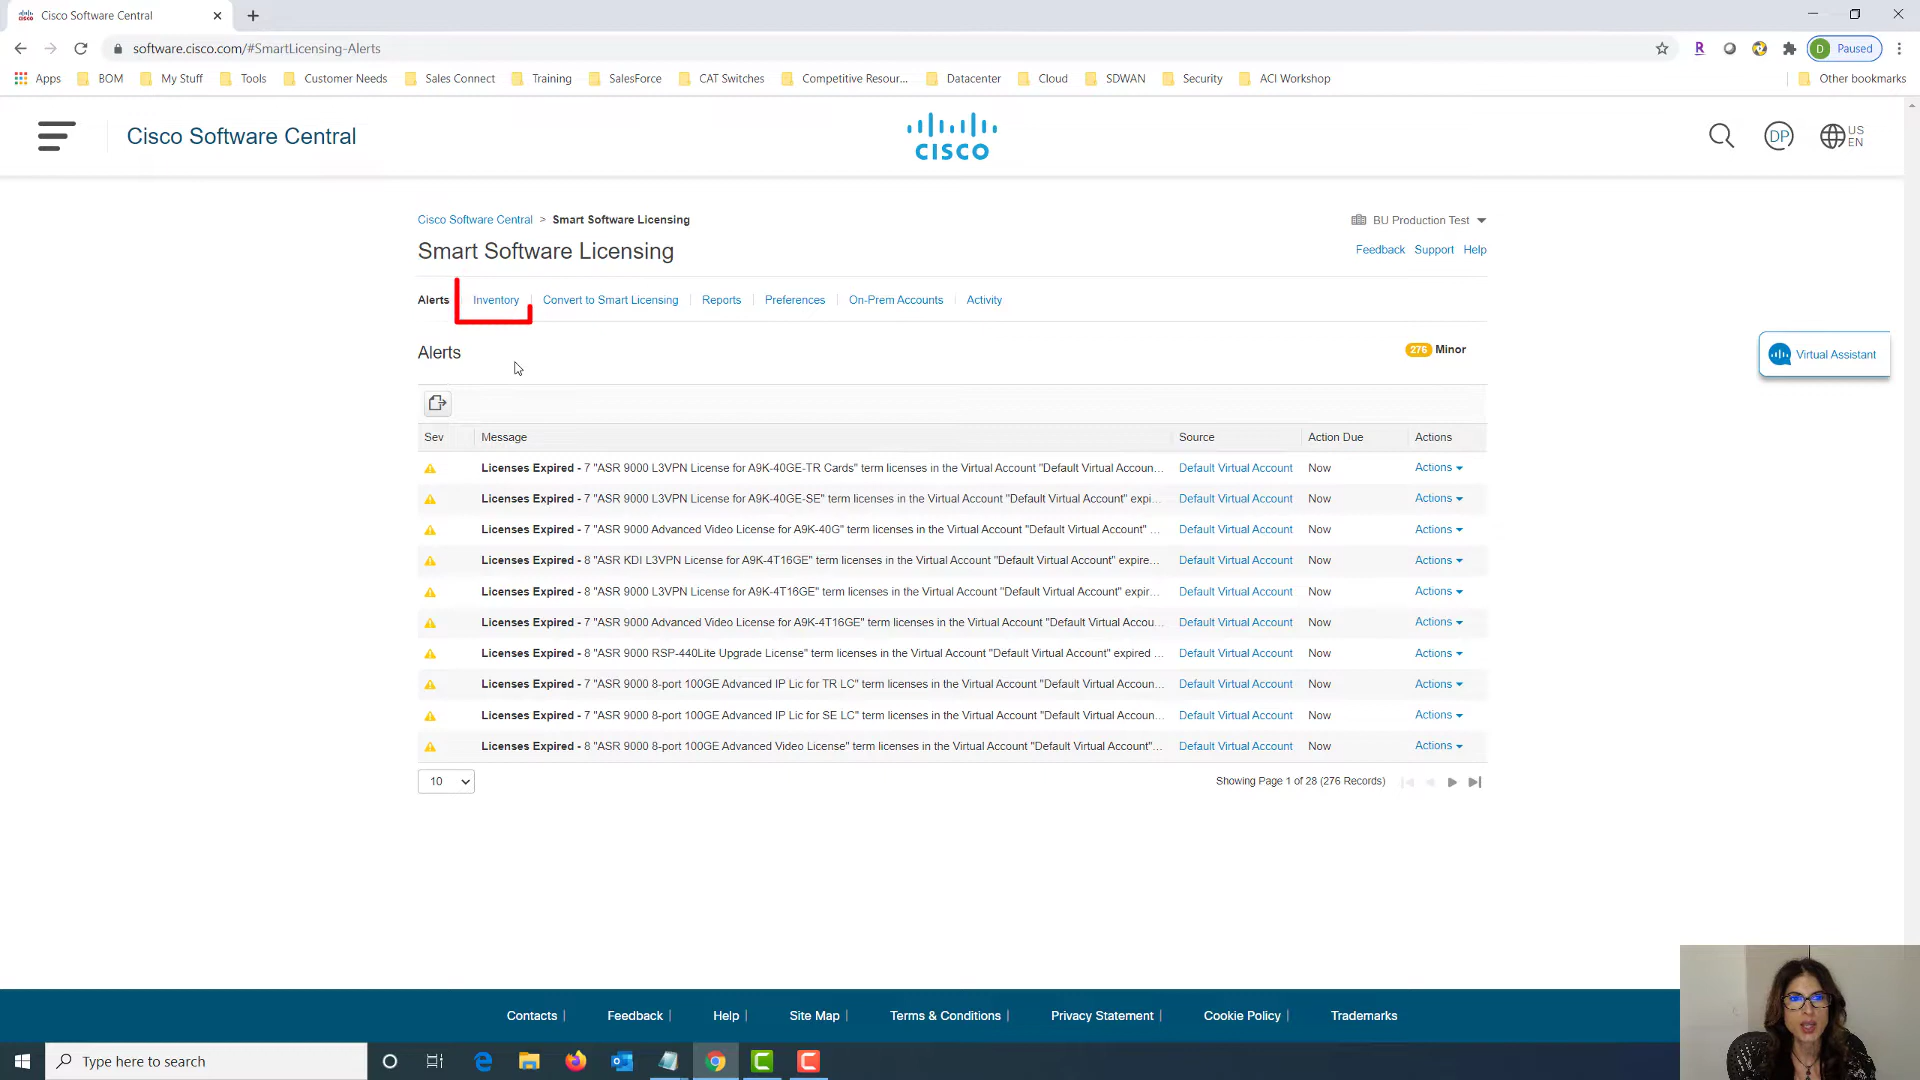 Cisco Software Central
software.cisco.com/#SmartLicensing-Alerts
D Paused
Apps BOM My Stuff Tools Customer Needs Sales Connect Training SalesForce CAT Switches Competitive Resour... Datacenter Cloud SDWAN Security ACI Workshop Other bookmarks
Cisco Software Central
CISCO
DP
US
EN
Cisco Software Central > Smart Software Licensing
BU Production Test
Smart Software Licensing
Feedback Support Help
Alerts Inventory Convert to Smart Licensing Reports Preferences On-Prem Accounts Activity
Alerts
276 Minor
Virtual Assistant
Sev Message Source Action Due Actions
Licenses Expired - 7 "ASR 9000 L3VPN License for A9K-40GE-TR Cards" term licenses in the Virtual Account "Default Virtual Accoun... Default Virtual Account Now Actions
Licenses Expired - 7 "ASR 9000 L3VPN License for A9K-40GE-SE" term licenses in the Virtual Account "Default Virtual Account" expi... Default Virtual Account Now Actions
Licenses Expired - 7 "ASR 9000 Advanced Video License for A9K-40G" term licenses in the Virtual Account "Default Virtual Account" ... Default Virtual Account Now Actions
Licenses Expired - 8 "ASR KDI L3VPN License for A9K-4T16GE" term licenses in the Virtual Account "Default Virtual Account" expire... Default Virtual Account Now Actions
Licenses Expired - 8 "ASR 9000 L3VPN License for A9K-4T16GE" term licenses in the Virtual Account "Default Virtual Account" expir... Default Virtual Account Now Actions
Licenses Expired - 7 "ASR 9000 Advanced Video License for A9K-4T16GE" term licenses in the Virtual Account "Default Virtual Accou... Default Virtual Account Now Actions
Licenses Expired - 8 "ASR 9000 RSP-440Lite Upgrade License" term licenses in the Virtual Account "Default Virtual Account" expired ... Default Virtual Account Now Actions
Licenses Expired - 7 "ASR 9000 8-port 100GE Advanced IP Lic for TR LC" term licenses in the Virtual Account "Default Virtual Accoun... Default Virtual Account Now Actions
Licenses Expired - 7 "ASR 9000 8-port 100GE Advanced IP Lic for SE LC" term licenses in the Virtual Account "Default Virtual Accoun... Default Virtual Account Now Actions
Licenses Expired - 8 "ASR 9000 8-port 100GE Advanced Video License" term licenses in the Virtual Account "Default Virtual Account"... Default Virtual Account Now Actions
10
Showing Page 1 of 28 (276 Records)
Contacts | Feedback | Help | Site Map | Terms & Conditions | Privacy Statement | Cookie Policy | Trademarks
Type here to search